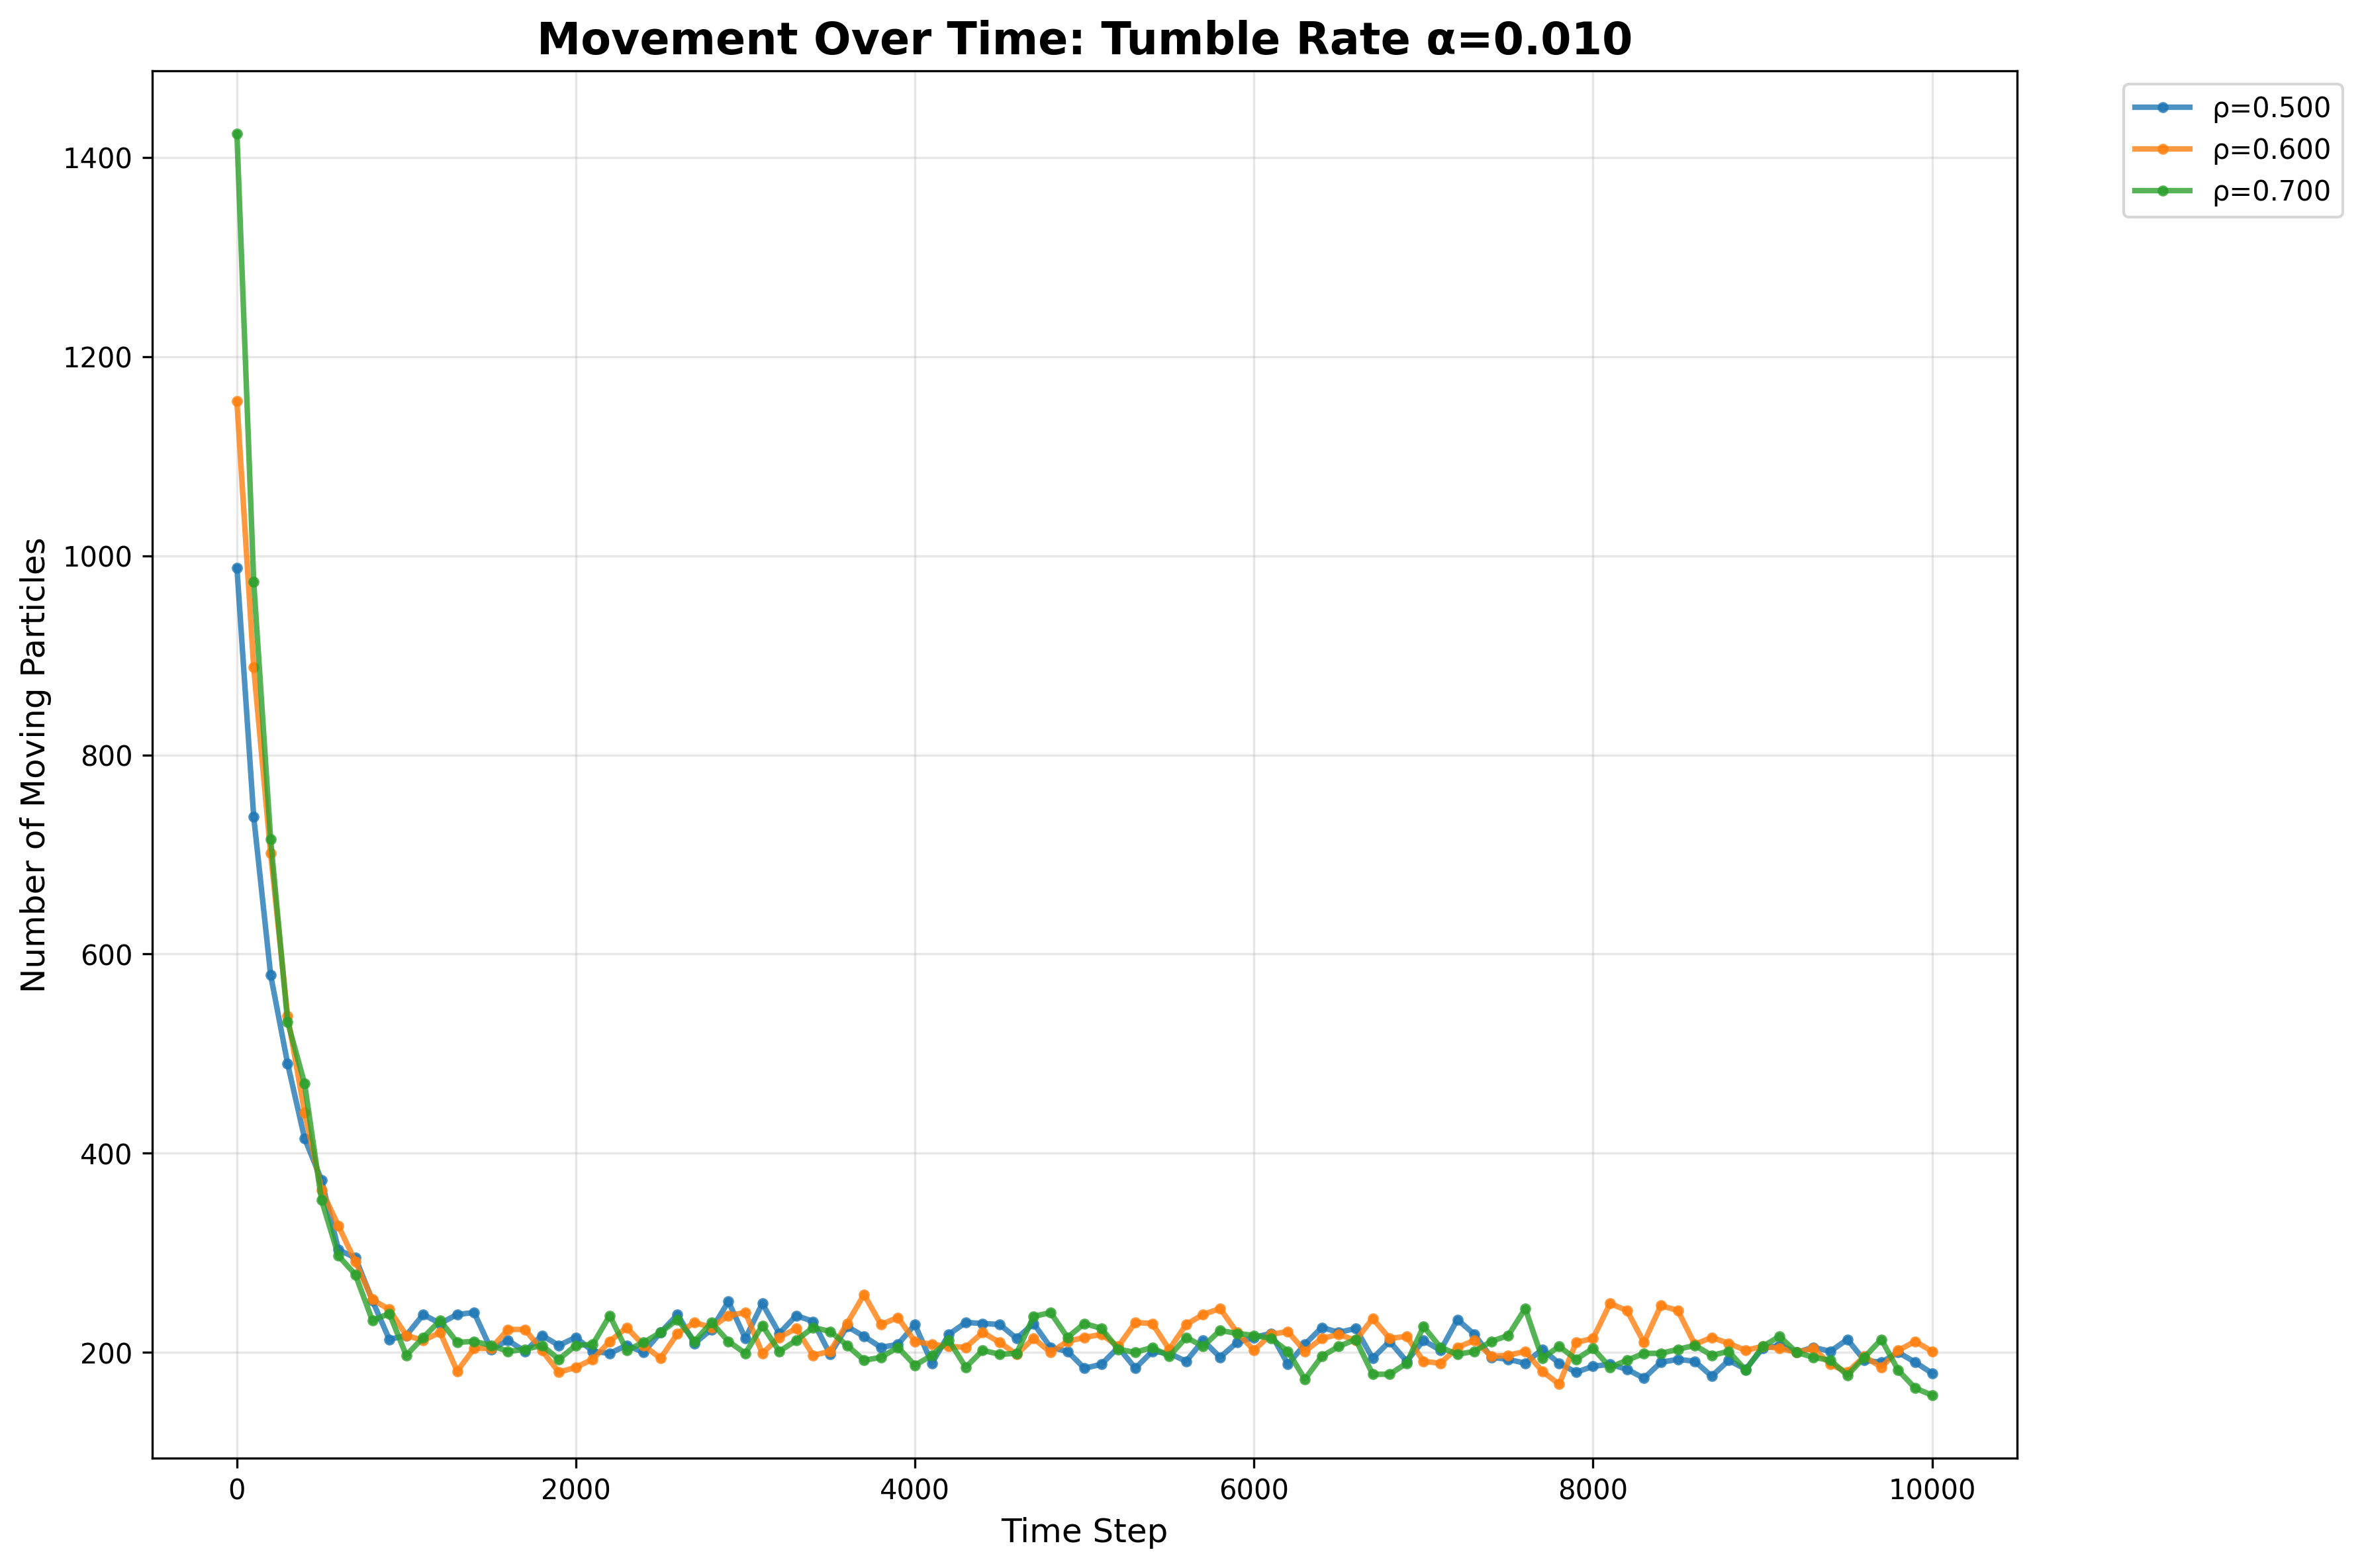 Movement Over Time: Tumble Rate α=0.010
ρ=0.500
ρ=0.600
ρ=0.700
Number of Moving Particles
1400
1200
1000
800
600
400
200
0
2000
4000
6000
8000
10000
Time Step